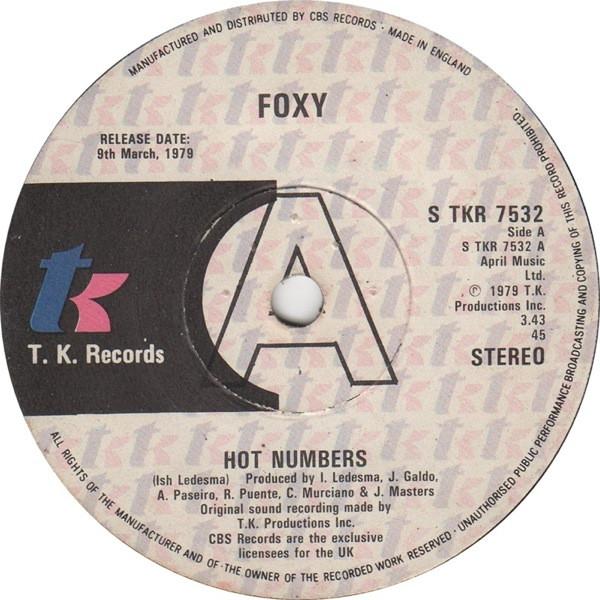 MANUFACTURED AND DISTRIBUTED BY CBS RECORDS · MADE IN ENGLAND
FOXY
RELEASE DATE:
9th March, 1979
tk
T. K. Records
A
S TKR 7532
Side A
S TKR 7532 A
April Music
Ltd.
℗ 1979 T.K.
Productions Inc.
3.43
45
STEREO
HOT NUMBERS
(Ish Ledesma) Produced by I. Ledesma, J. Galdo,
A. Paseiro, R. Puente, C. Murciano & J. Masters
Original sound recording made by
T.K. Productions Inc.
CBS Records are the exclusive
licensees for the UK
ALL RIGHTS OF THE MANUFACTURER AND OF THE OWNER OF THE RECORDED WORK RESERVED · UNAUTHORISED PUBLIC PERFORMANCE BROADCASTING AND COPYING OF THIS RECORD PROHIBITED.